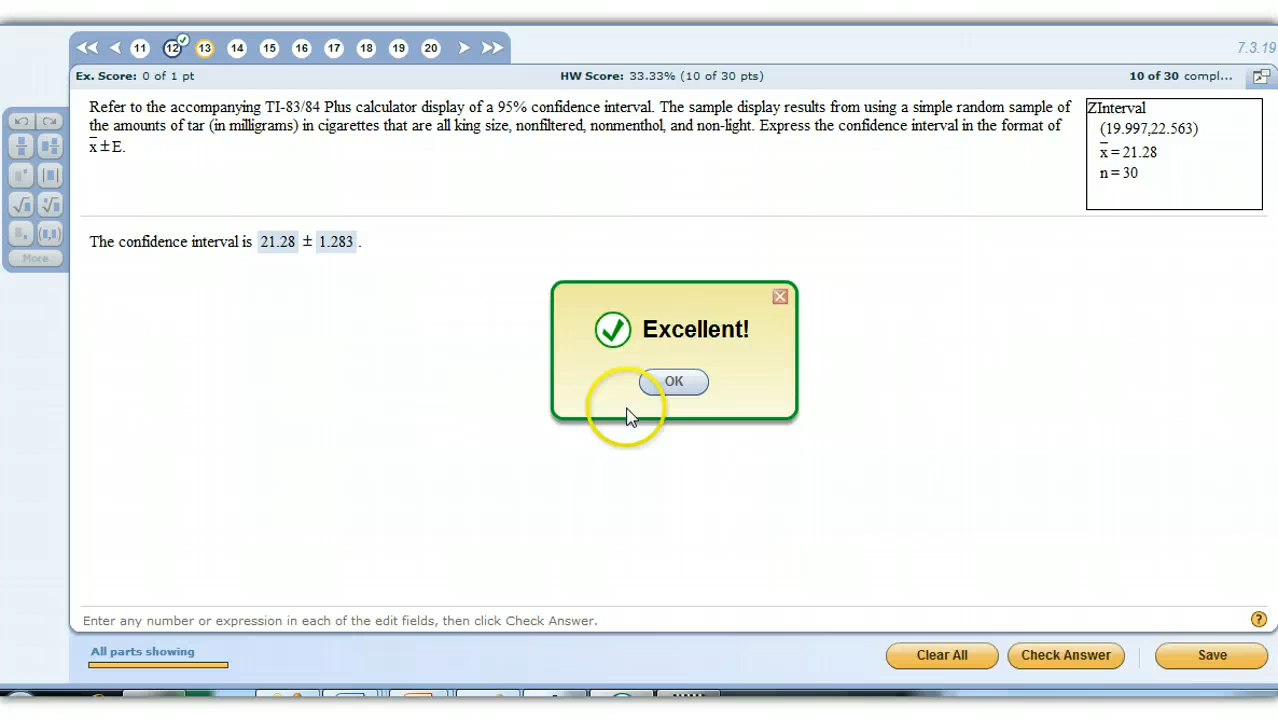 11 12 13 14 15 16 17 18 19 20
7.3.19
Ex. Score: 0 of 1 pt
HW Score: 33.33% (10 of 30 pts)
10 of 30 compl...
Refer to the accompanying TI-83/84 Plus calculator display of a 95% confidence interval. The sample display results from using a simple random sample of
the amounts of tar (in milligrams) in cigarettes that are all king size, nonfiltered, nonmenthol, and non-light. Express the confidence interval in the format of
x̅ ± E.
ZInterval
(19.997,22.563)
x̅ = 21.28
n = 30
The confidence interval is 21.28 ± 1.283 .
More
Excellent!
OK
Enter any number or expression in each of the edit fields, then click Check Answer.
?
All parts showing
Clear All
Check Answer
Save